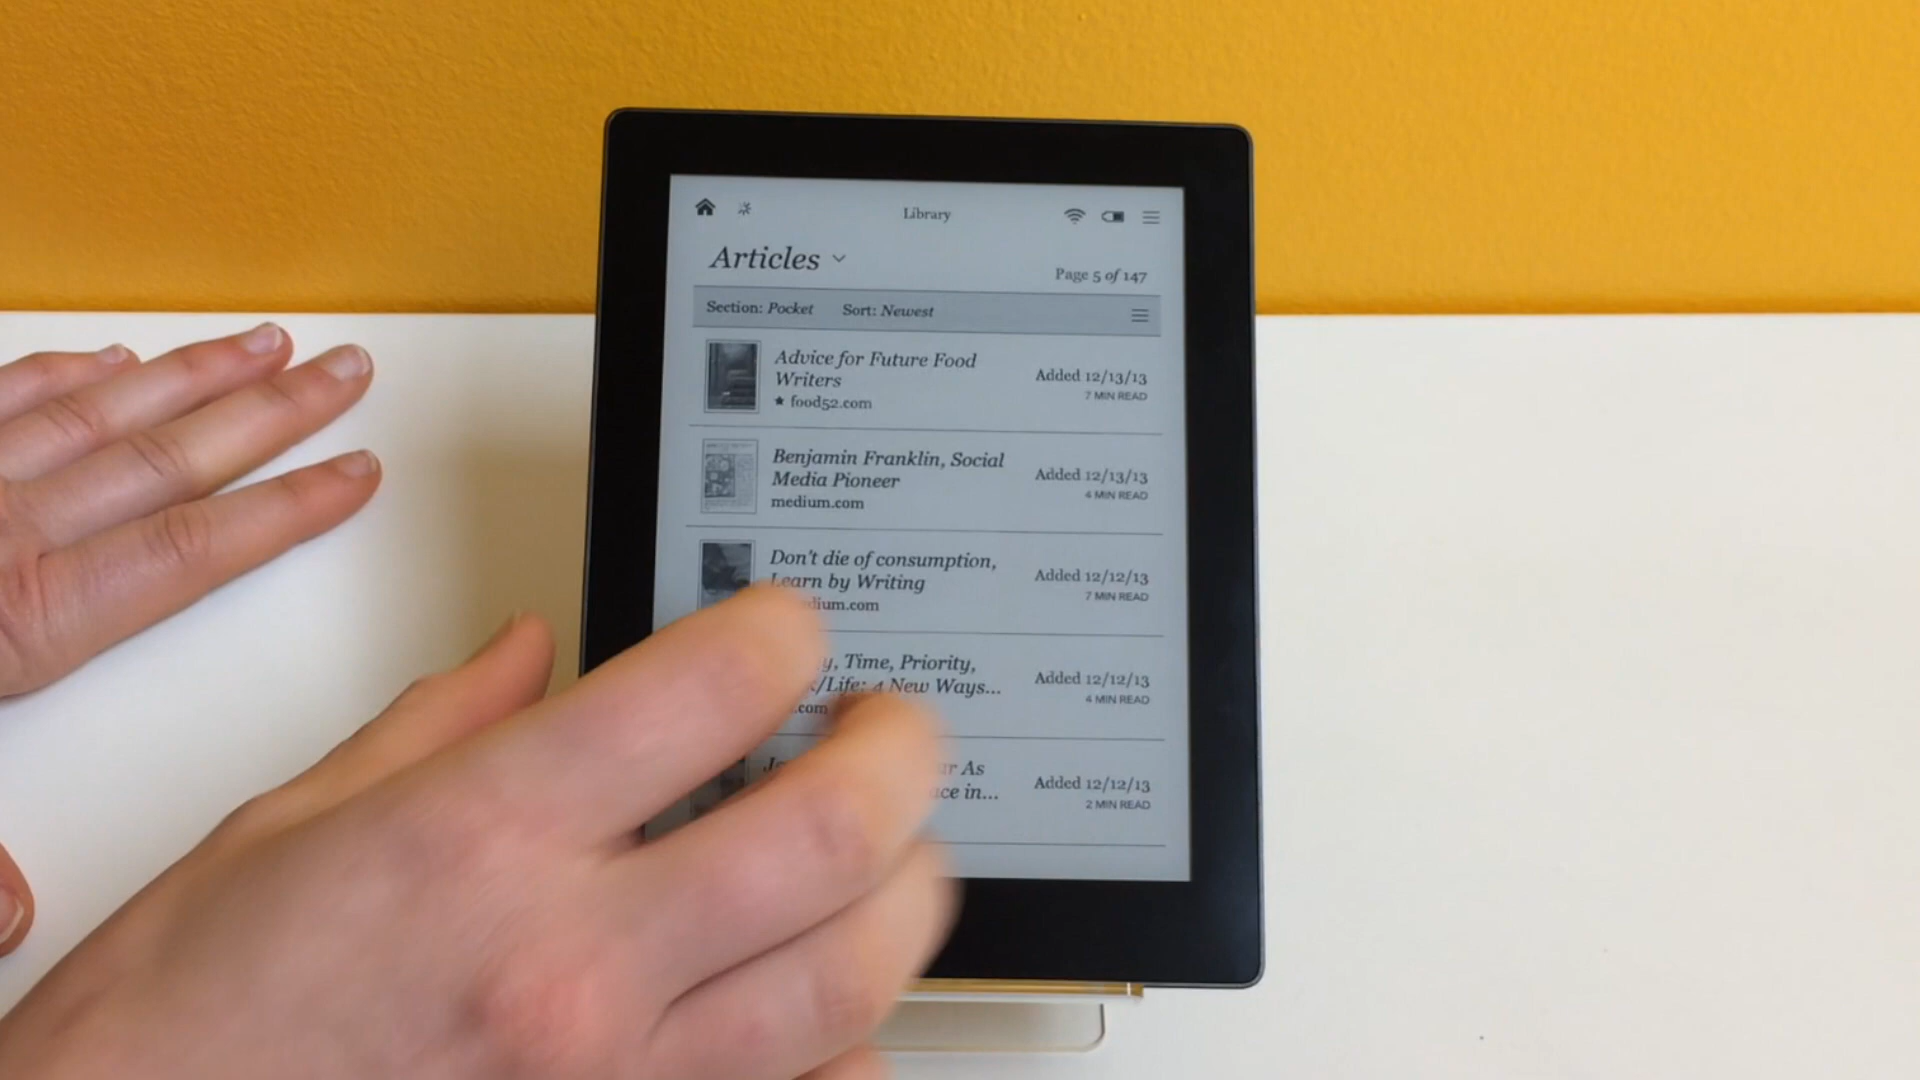 Library
Articles
Page 5 of 147
Section: Pocket Sort: Newest
Advice for Future Food
Writers
food52.com
Added 12/13/13
7 MIN READ
Benjamin Franklin, Social
Media Pioneer
medium.com
Added 12/13/13
4 MIN READ
Don't die of consumption,
Learn by Writing
Added 12/12/13
7 MIN READ
Time, Priority,
4 New Ways...
Added 12/12/13
4 MIN READ
As
in...
Added 12/12/13
2 MIN READ